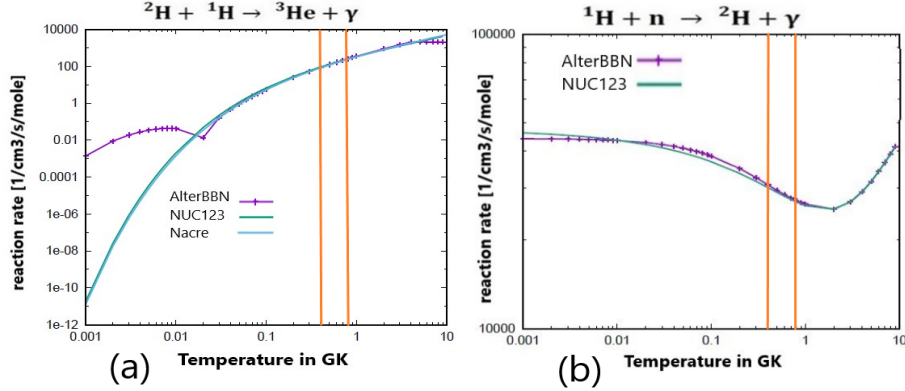 ²H + ¹H → ³He + γ
10000
100
1
0.01
0.0001
1e-06
1e-08
1e-10
1e-12
reaction rate [1/cm3/s/mole]
AlterBBN
NUC123
Nacre
0.001
0.01
0.1
1
10
(a)
Temperature in GK
¹H + n → ²H + γ
100000
10000
reaction rate [1/cm3/s/mole]
AlterBBN
NUC123
0.001
0.01
0.1
1
10
(b)
Temperature in GK